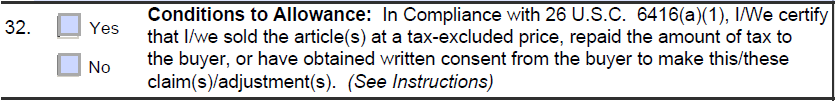 32. Yes Conditions to Allowance: In Compliance with 26 U.S.C. 6416(a)(1), I/We certify
that I/we sold the article(s) at a tax-excluded price, repaid the amount of tax to
No the buyer, or have obtained written consent from the buyer to make this/these
claim(s)/adjustment(s). (See Instructions)